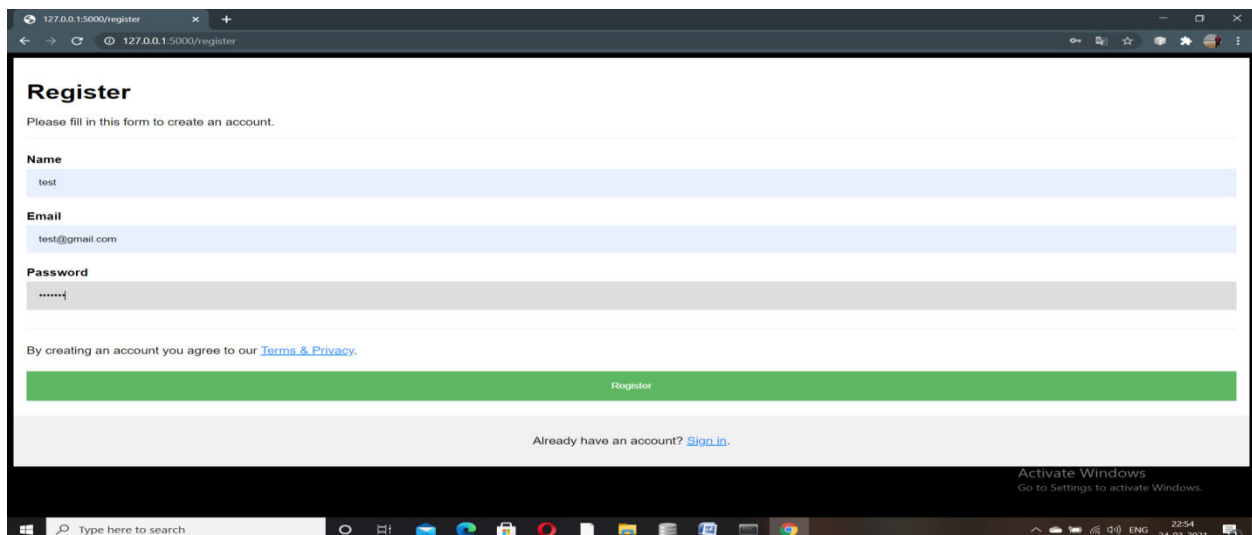 127.0.0.1:5000/register
127.0.0.1:5000/register
Register
Please fill in this form to create an account.
Name
test
Email
test@gmail.com
Password
•••••••
By creating an account you agree to our Terms & Privacy.
Register
Already have an account? Sign in.
Activate Windows
Go to Settings to activate Windows.
Type here to search
ENG
22:54